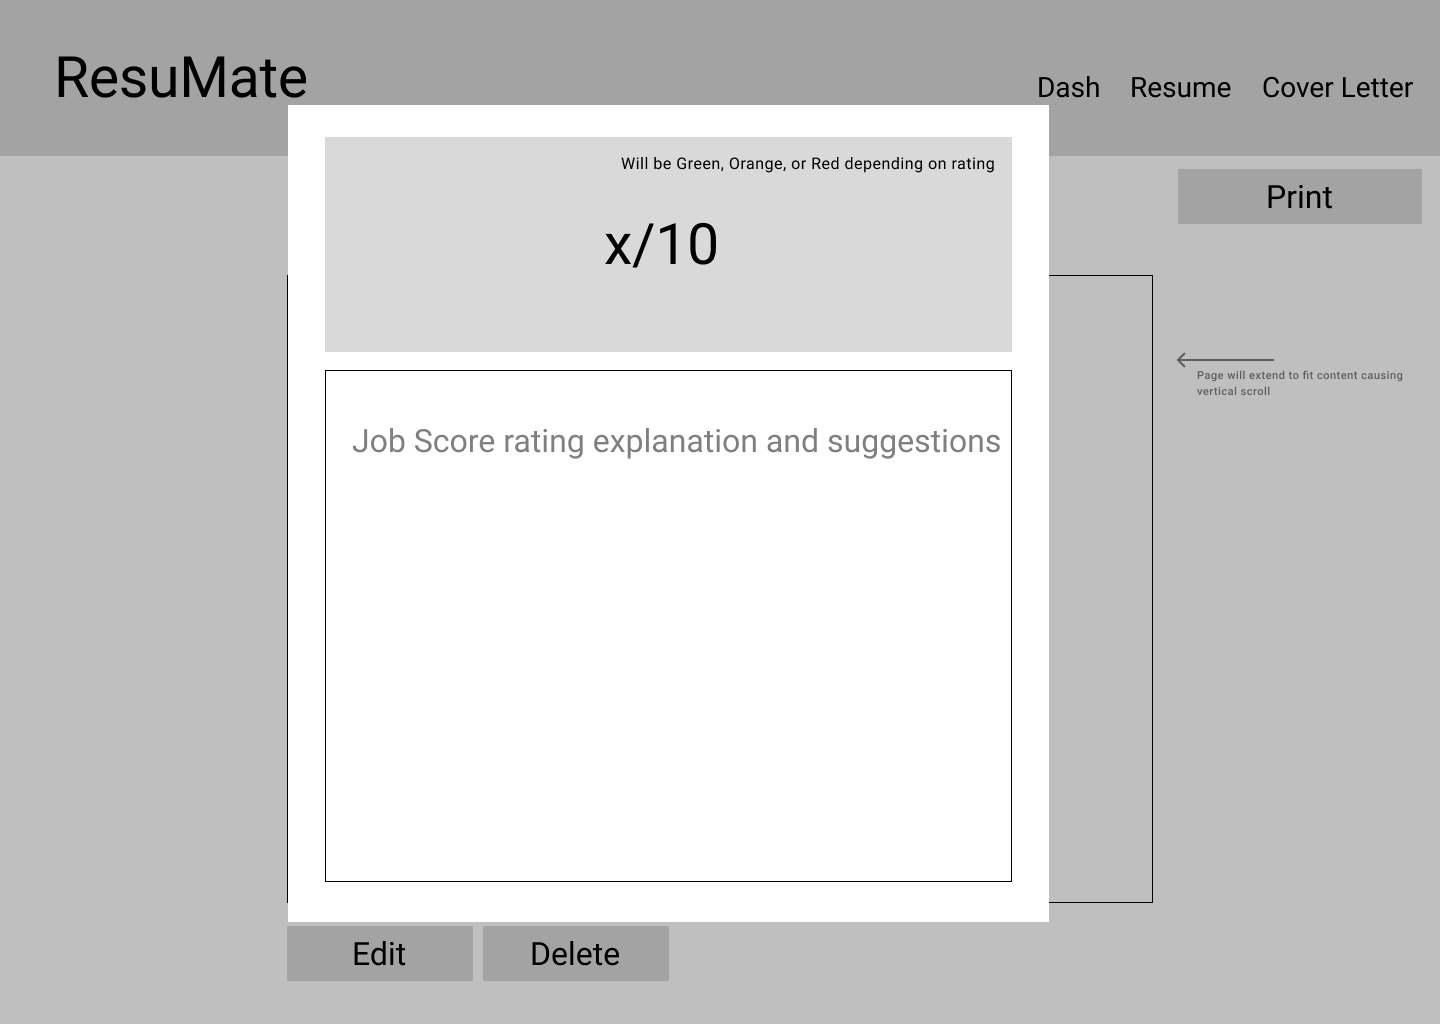 ResuMate
Dash Resume Cover Letter
Will be Green, Orange, or Red depending on rating
Print
x/10
Page will extend to fit content causing
vertical scroll
Job Score rating explanation and suggestions
Edit Delete